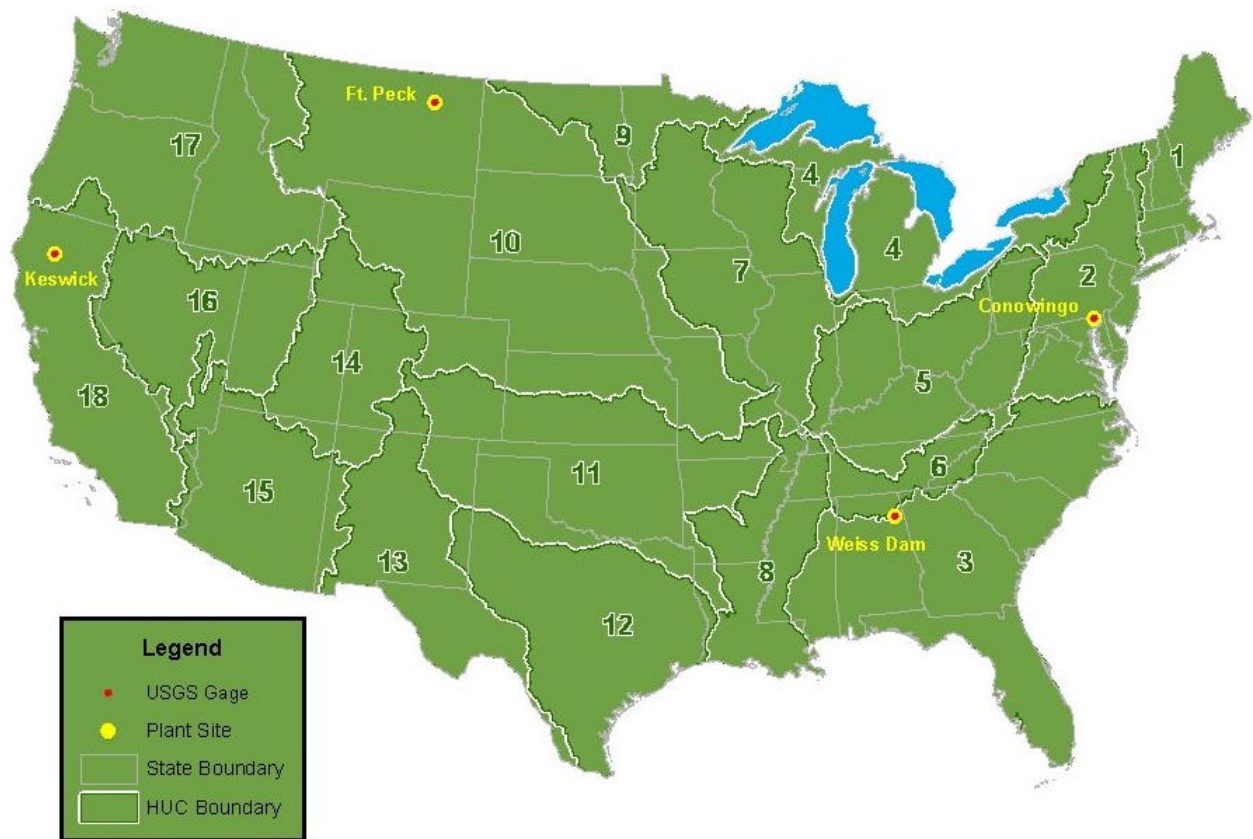 Ft. Peck
9
17
1
4
10
4
7
2
Keswick
16
Conowingo
14
5
18
6
11
15
Weiss Dam
13
8
3
12
Legend
USGS Gage
Plant Site
State Boundary
HUC Boundary